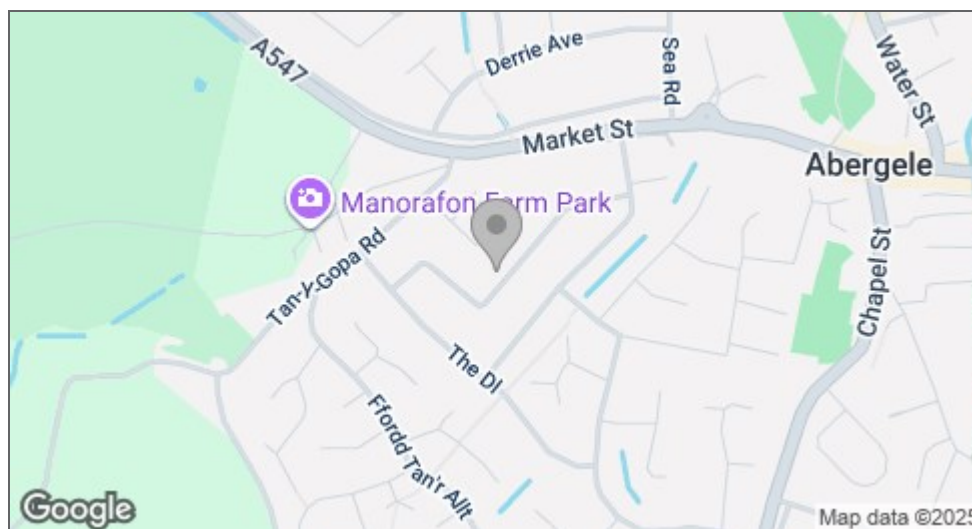 A547
Derrie Ave
Sea Rd
Water St
Market St
Abergele
Manorafon Farm Park
Tan-y-Gopa Rd
Chapel St
The Dl
Ffordd Tan'r Allt
Google
Map data ©2025